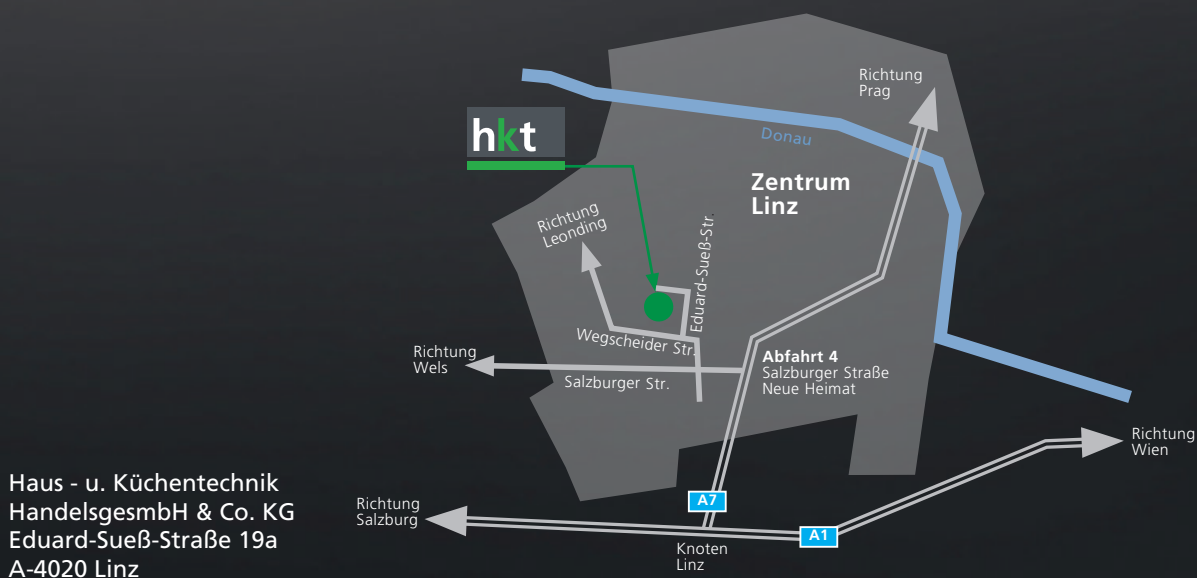 Richtung
Prag
hkt
Donau
Zentrum
Linz
Richtung
Leonding
Eduard-Sueß-Str.
Wegscheider Str.
Richtung
Wels
Salzburger Str.
Abfahrt 4
Salzburger Straße
Neue Heimat
Richtung
Wien
Haus - u. Küchentechnik
HandelsgesmbH & Co. KG
Eduard-Sueß-Straße 19a
A-4020 Linz
Richtung
Salzburg
A7
A1
Knoten
Linz